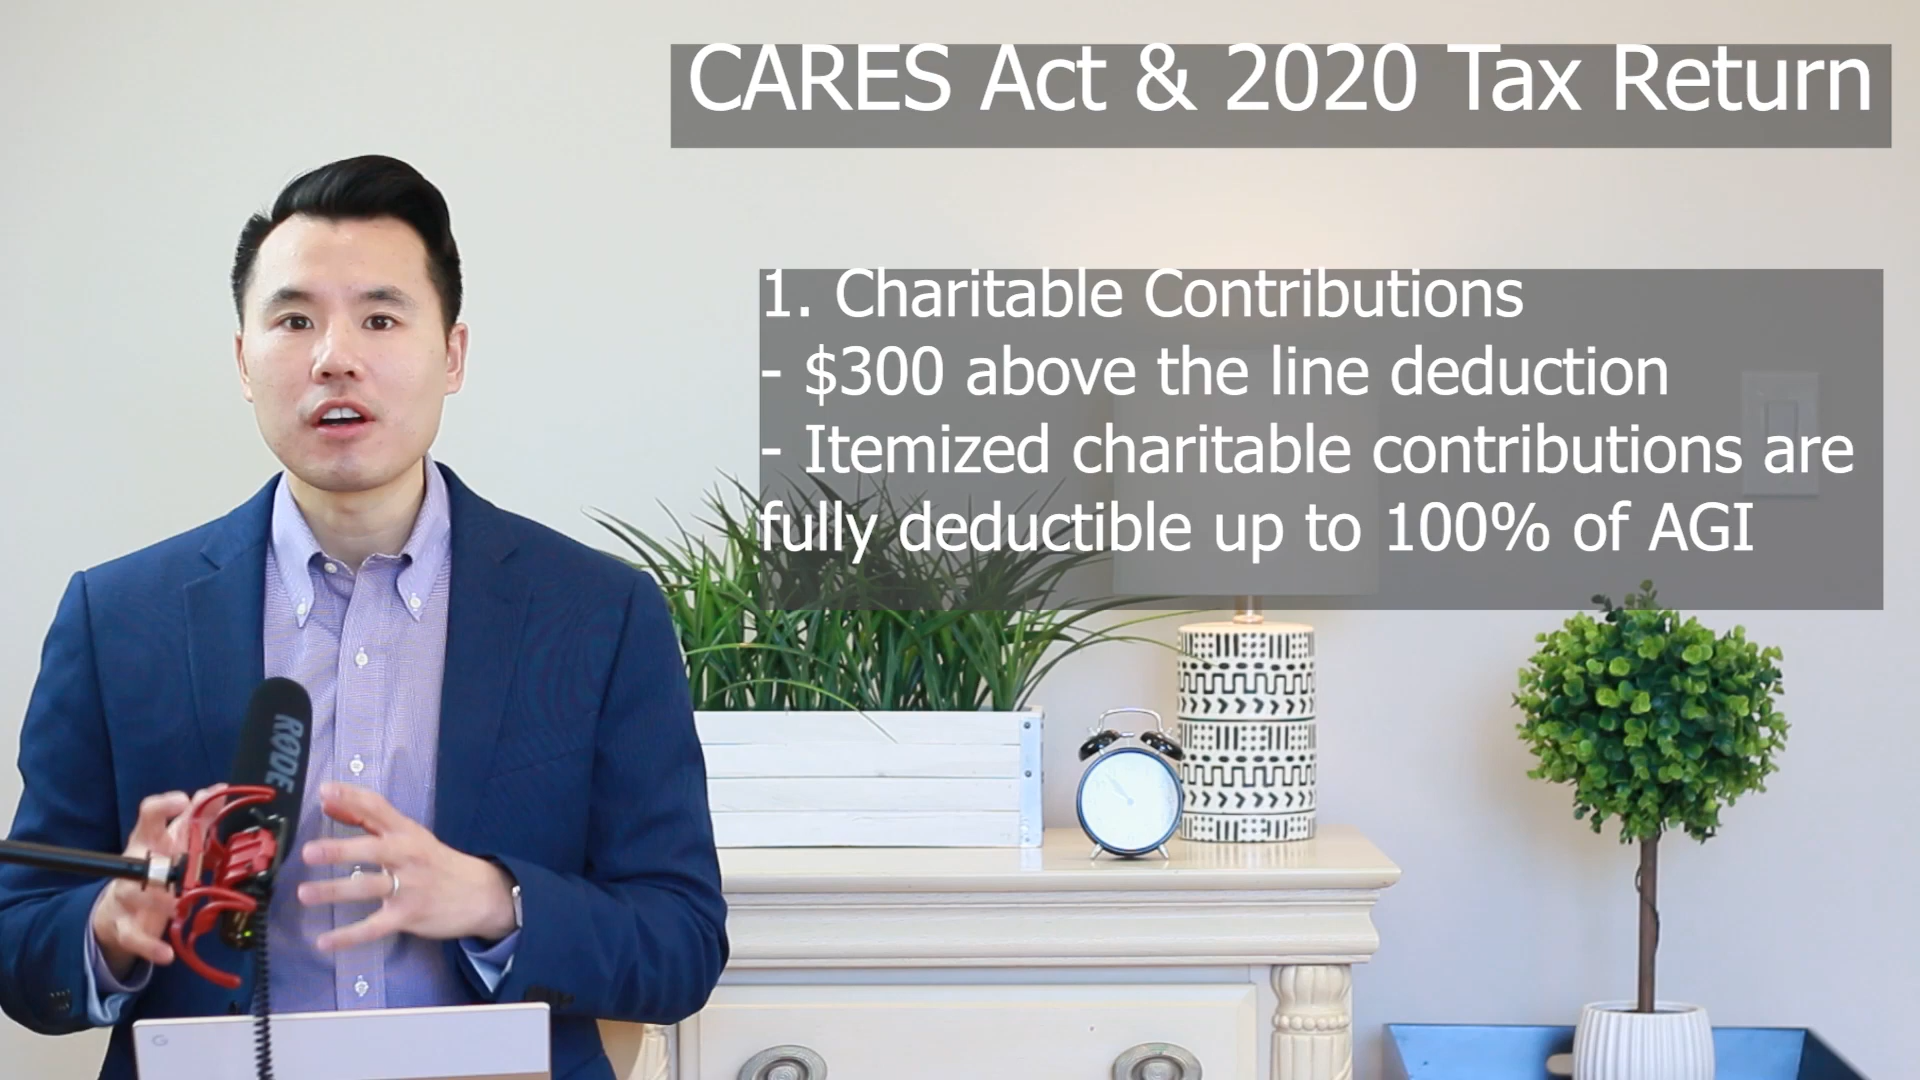 CARES Act & 2020 Tax Return
1. Charitable Contributions
- $300 above the line deduction
- Itemized charitable contributions are
fully deductible up to 100% of AGI
RODE
G